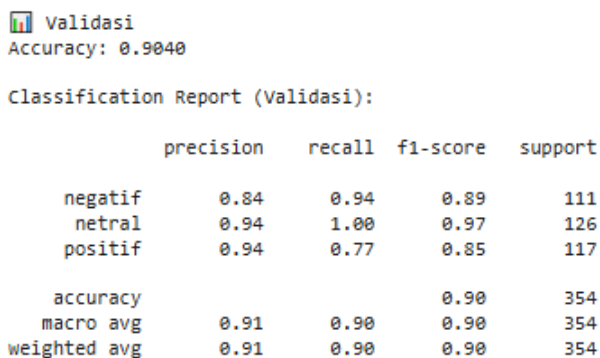 📊 Validasi
Accuracy: 0.9040
Classification Report (Validasi):
precision recall f1-score support
negatif 0.84 0.94 0.89 111
netral 0.94 1.00 0.97 126
positif 0.94 0.77 0.85 117
accuracy 0.90 354
macro avg 0.91 0.90 0.90 354
weighted avg 0.91 0.90 0.90 354